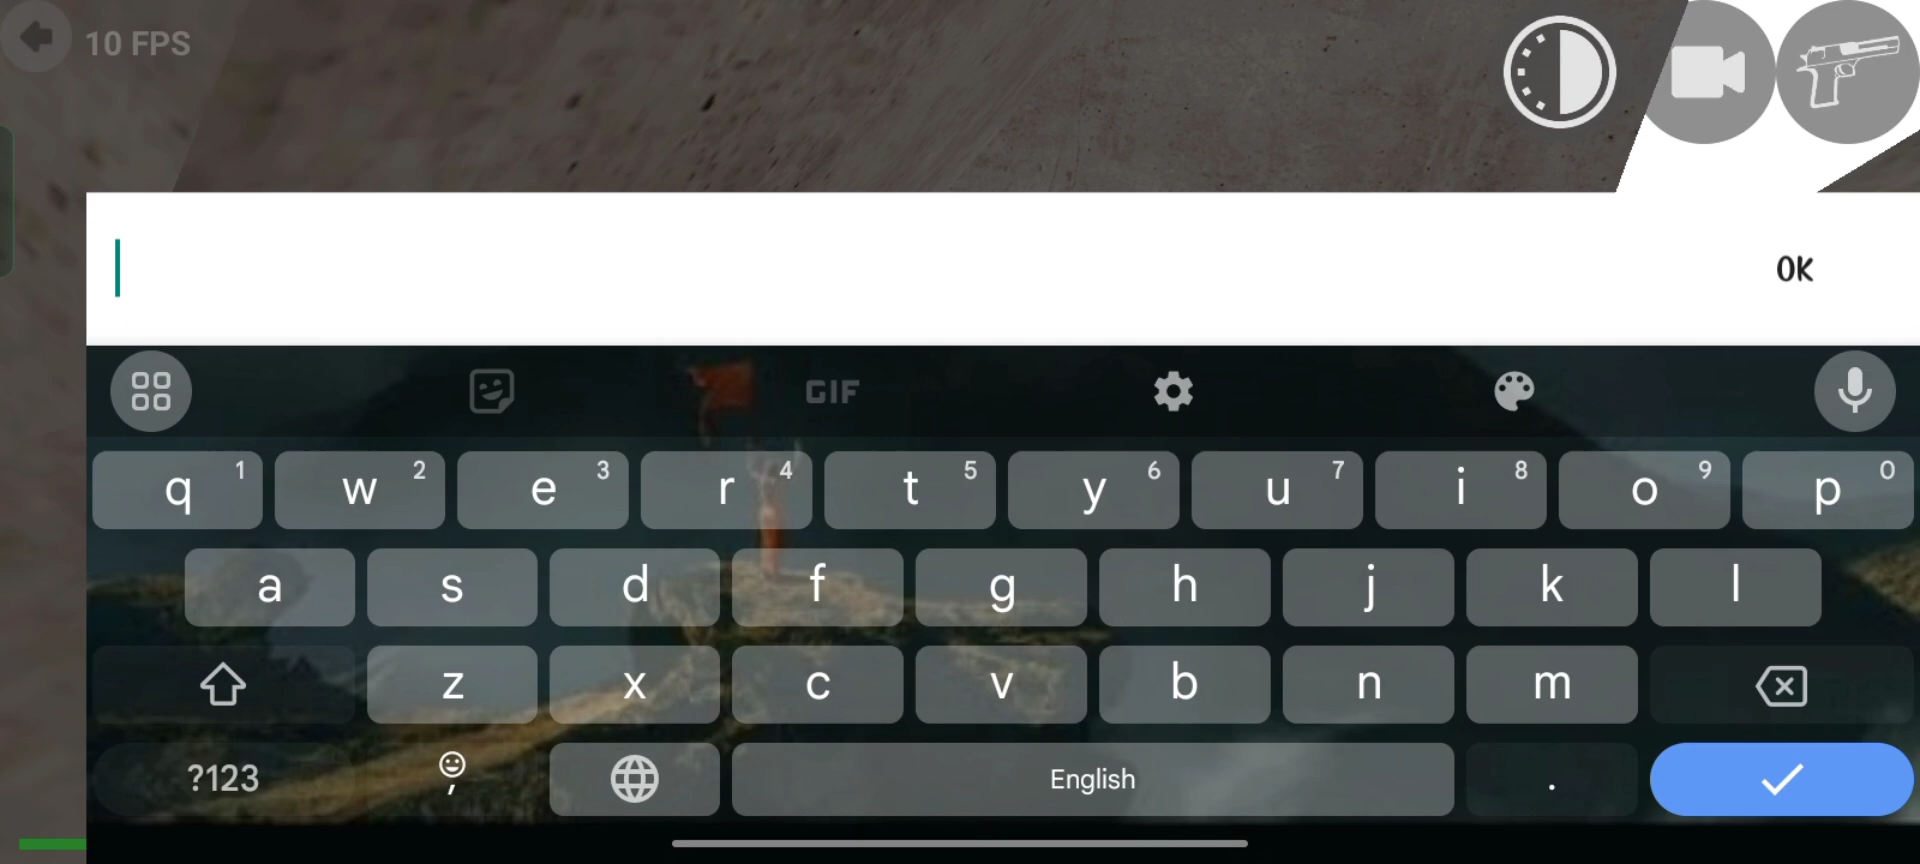 10 FPS
OK
GIF
q 1 w 2 e 3 r 4 t 5 y 6 u 7 i 8 o 9 p 0
a s d f g h j k l
z x c v b n m
?123 , English .